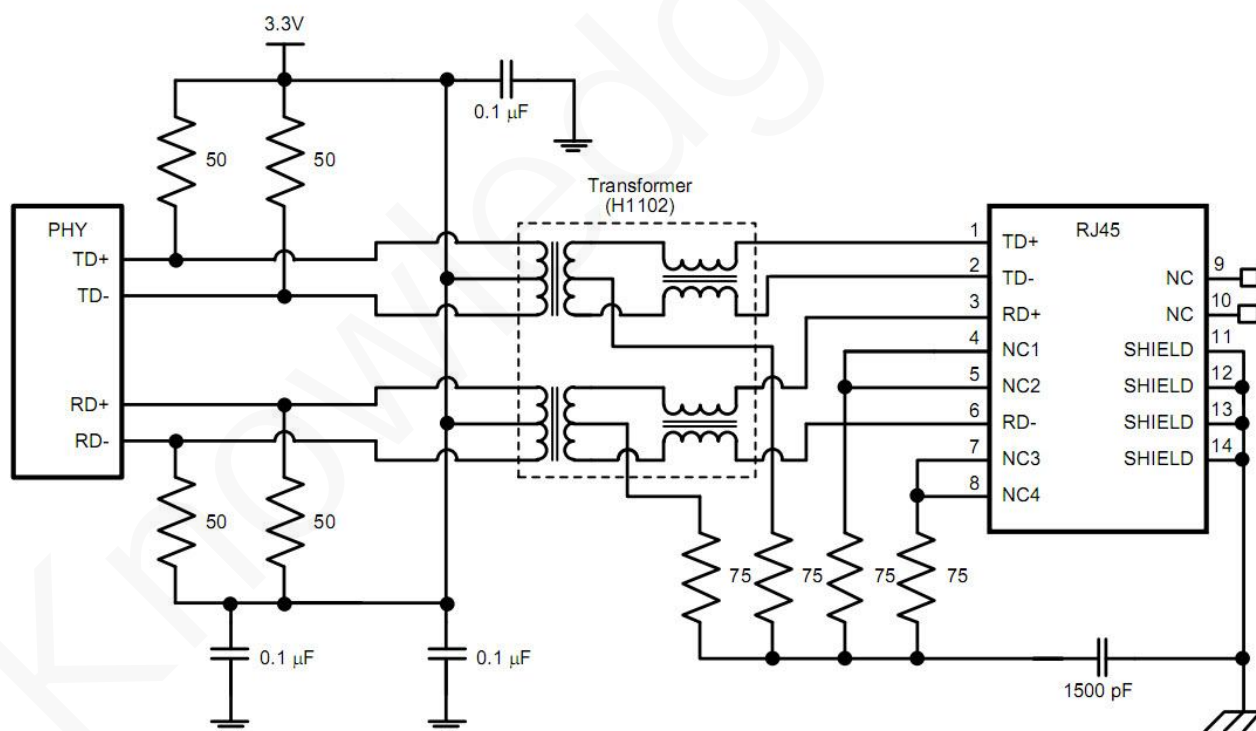 3.3V
0.1 µF
50
50
Transformer
(H1102)
PHY
TD+
TD-
RD+
RD-
RJ45
1
TD+
2
TD-
3
RD+
4
NC1
5
NC2
6
RD-
7
NC3
8
NC4
NC
9
NC
10
SHIELD
11
SHIELD
12
SHIELD
13
SHIELD
14
50
50
75
75
75
75
0.1 µF
0.1 µF
1500 pF
Knowledg